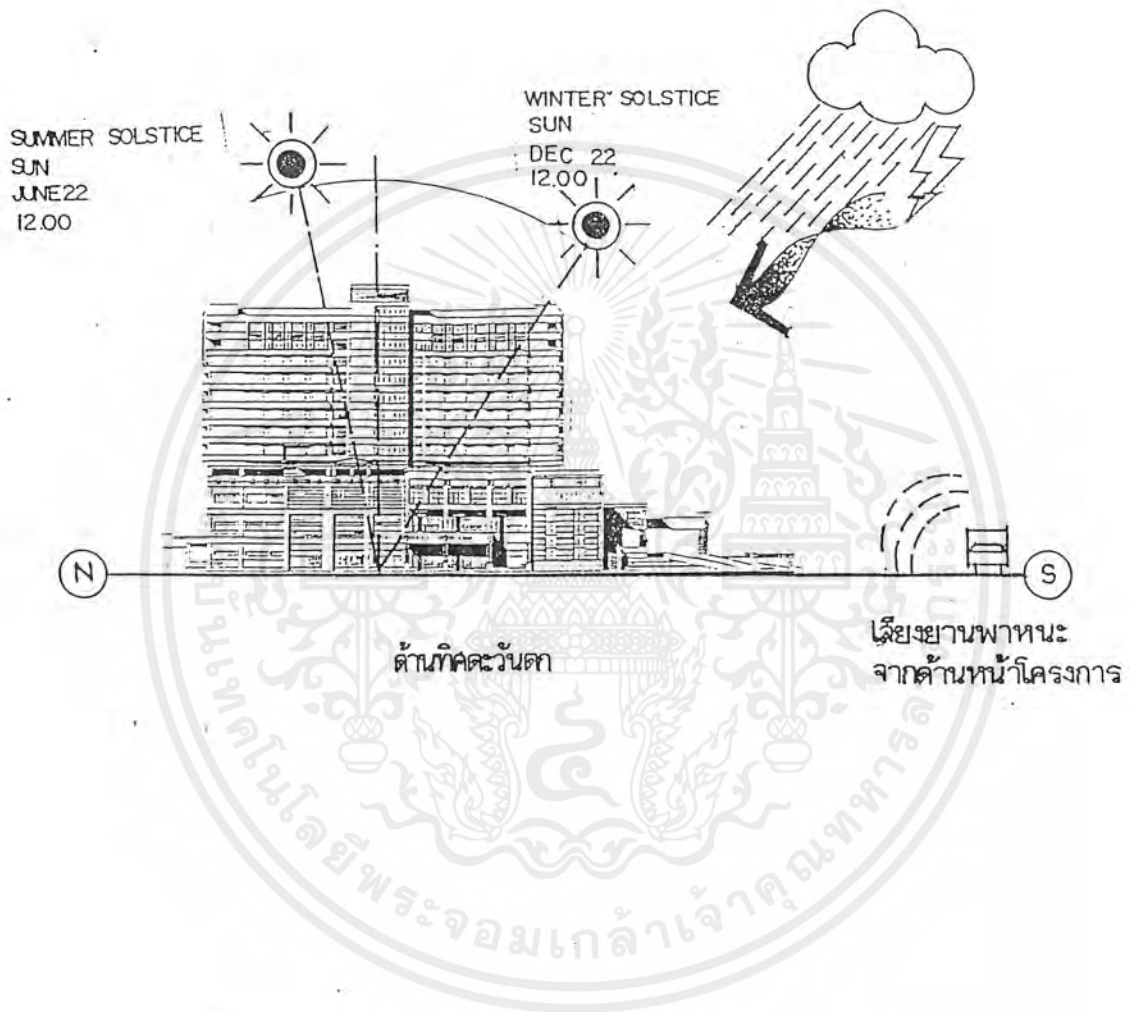 SUMMER SOLSTICE
SUN
JUNE 22
12.00
WINTER SOLSTICE
SUN
DEC 22
12.00
N
S
ด้านทิศตะวันตก
เสียงยานพาหนะ
จากด้านหน้าโครงการ